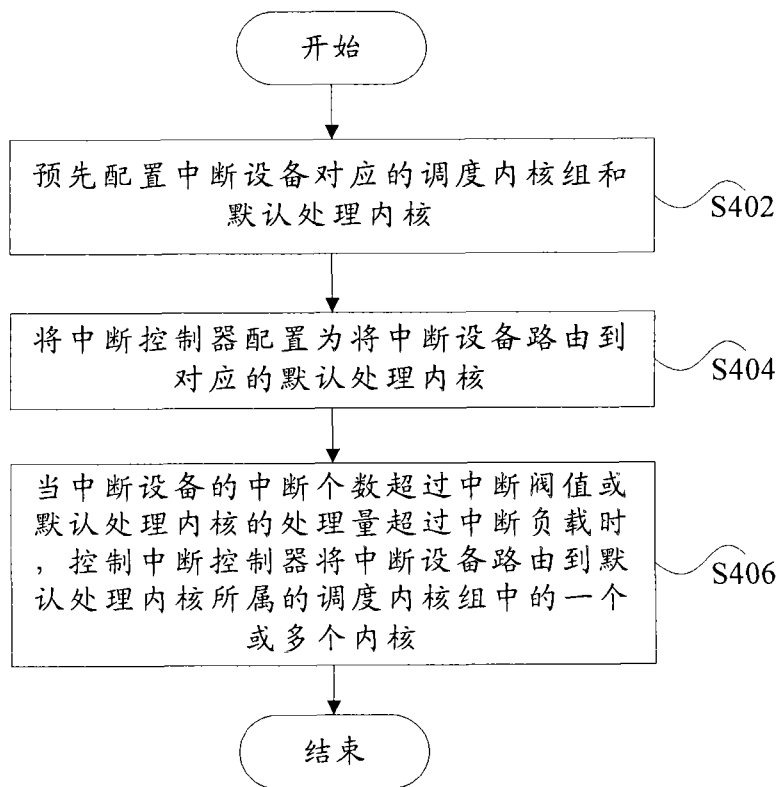 开始
预先配置中断设备对应的调度内核组和
默认处理内核
S402
将中断控制器配置为将中断设备路由到
对应的默认处理内核
S404
当中断设备的中断个数超过中断阀值或
默认处理内核的处理量超过中断负载时
,控制中断控制器将中断设备路由到默
认处理内核所属的调度内核组中的一个
或多个内核
S406
结束